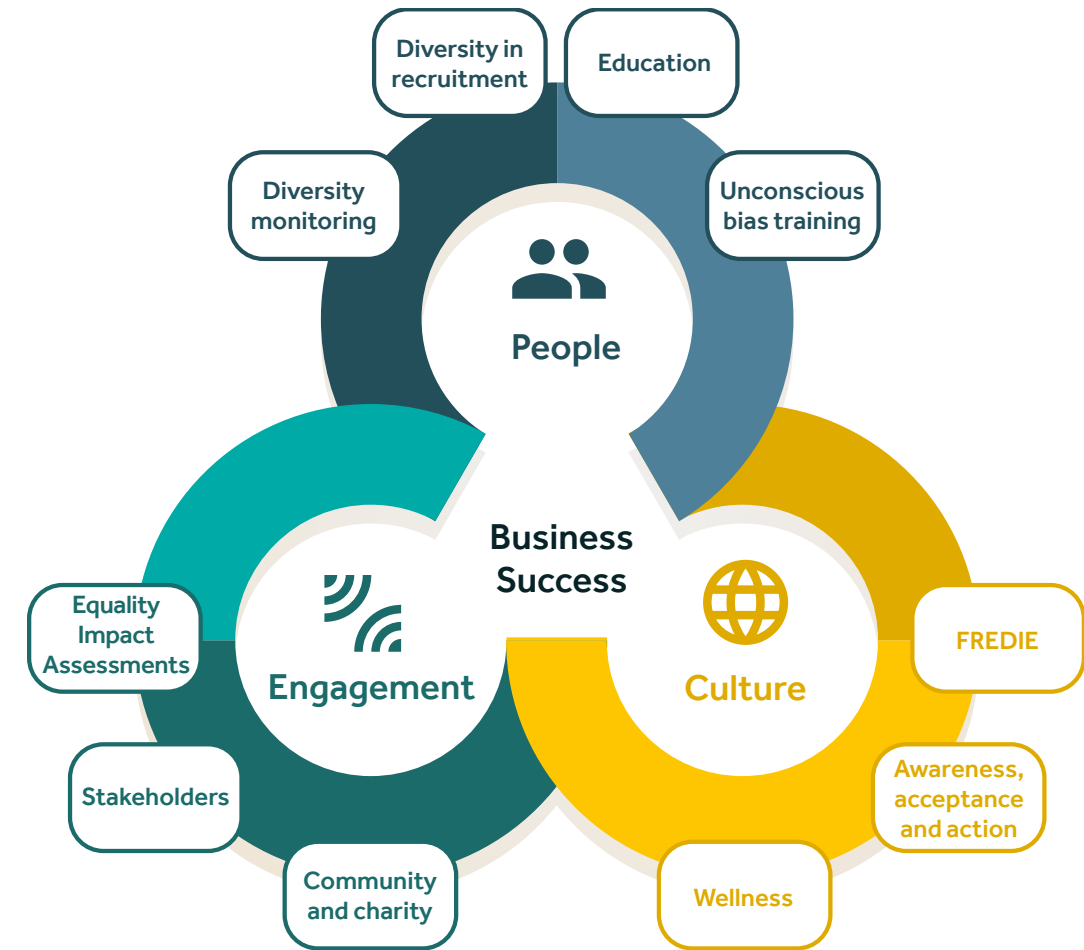 Diversity in
recruitment
Education
Diversity
monitoring
Unconscious
bias training
People
Business
Success
Equality
Impact
Assessments
Engagement
Culture
FREDIE
Stakeholders
Awareness,
acceptance
and action
Community
and charity
Wellness